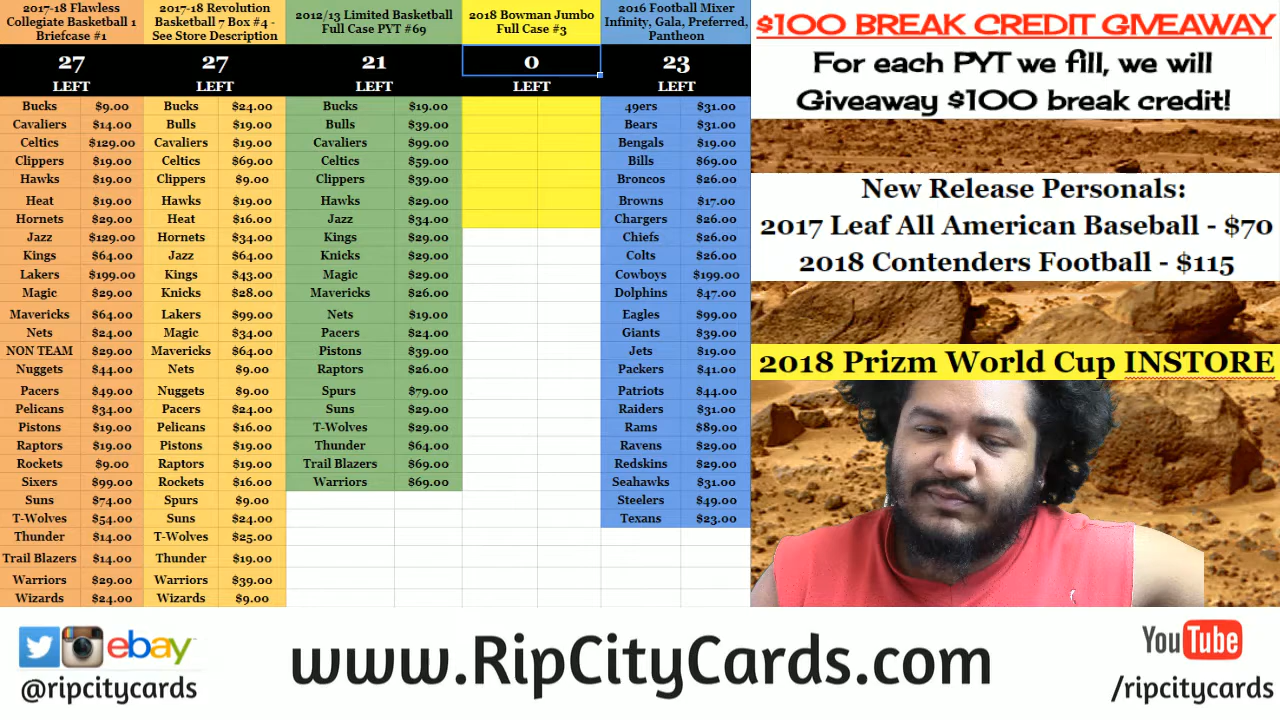 2017-18 Flawless
Collegiate Basketball 1
Briefcase #1
27
LEFT
Bucks $9.00
Cavaliers $14.00
Celtics $129.00
Clippers $19.00
Hawks $19.00
Heat $19.00
Hornets $29.00
Jazz $129.00
Kings $64.00
Lakers $199.00
Magic $29.00
Mavericks $64.00
Nets $24.00
NON TEAM $29.00
Nuggets $44.00
Pacers $49.00
Pelicans $34.00
Pistons $19.00
Raptors $19.00
Rockets $9.00
Sixers $99.00
Suns $74.00
T-Wolves $54.00
Thunder $14.00
Trail Blazers $14.00
Warriors $29.00
Wizards $24.00
2017-18 Revolution
Basketball 7 Box #4 -
See Store Description
27
LEFT
Bucks $24.00
Bulls $19.00
Cavaliers $19.00
Celtics $69.00
Clippers $9.00
Hawks $19.00
Heat $16.00
Hornets $34.00
Jazz $64.00
Kings $43.00
Knicks $28.00
Lakers $99.00
Magic $34.00
Mavericks $64.00
Nets $9.00
Nuggets $9.00
Pacers $24.00
Pelicans $16.00
Pistons $19.00
Raptors $19.00
Rockets $16.00
Spurs $9.00
Suns $24.00
T-Wolves $25.00
Thunder $19.00
Warriors $39.00
Wizards $9.00
2012/13 Limited Basketball
Full Case PYT #69
21
LEFT
Bucks $19.00
Bulls $39.00
Cavaliers $99.00
Celtics $59.00
Clippers $39.00
Hawks $29.00
Jazz $34.00
Kings $29.00
Knicks $29.00
Magic $29.00
Mavericks $26.00
Nets $19.00
Pacers $24.00
Pistons $39.00
Raptors $26.00
Spurs $79.00
Suns $29.00
T-Wolves $29.00
Thunder $64.00
Trail Blazers $69.00
Warriors $69.00
2018 Bowman Jumbo
Full Case #3
0
LEFT
2016 Football Mixer
Infinity, Gala, Preferred,
Pantheon
23
LEFT
49ers $31.00
Bears $31.00
Bengals $19.00
Bills $69.00
Broncos $26.00
Browns $17.00
Chargers $26.00
Chiefs $26.00
Colts $26.00
Cowboys $199.00
Dolphins $47.00
Eagles $99.00
Giants $39.00
Jets $19.00
Packers $41.00
Patriots $44.00
Raiders $31.00
Rams $89.00
Ravens $29.00
Redskins $29.00
Seahawks $31.00
Steelers $49.00
Texans $23.00
$100 BREAK CREDIT GIVEAWAY
For each PYT we fill, we will
Giveaway $100 break credit!
New Release Personals:
2017 Leaf All American Baseball - $70
2018 Contenders Football - $115
2018 Prizm World Cup INSTORE
ebay
@ripcitycards
www.RipCityCards.com
YouTube
/ripcitycards